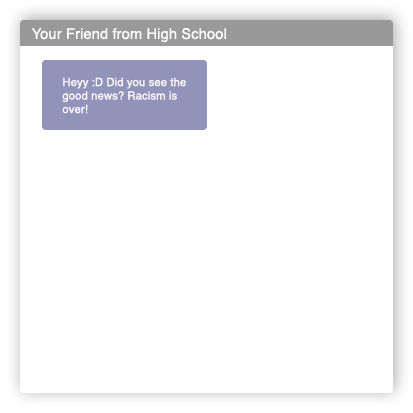 Your Friend from High School
Heyy :D Did you see the
good news? Racism is
over!